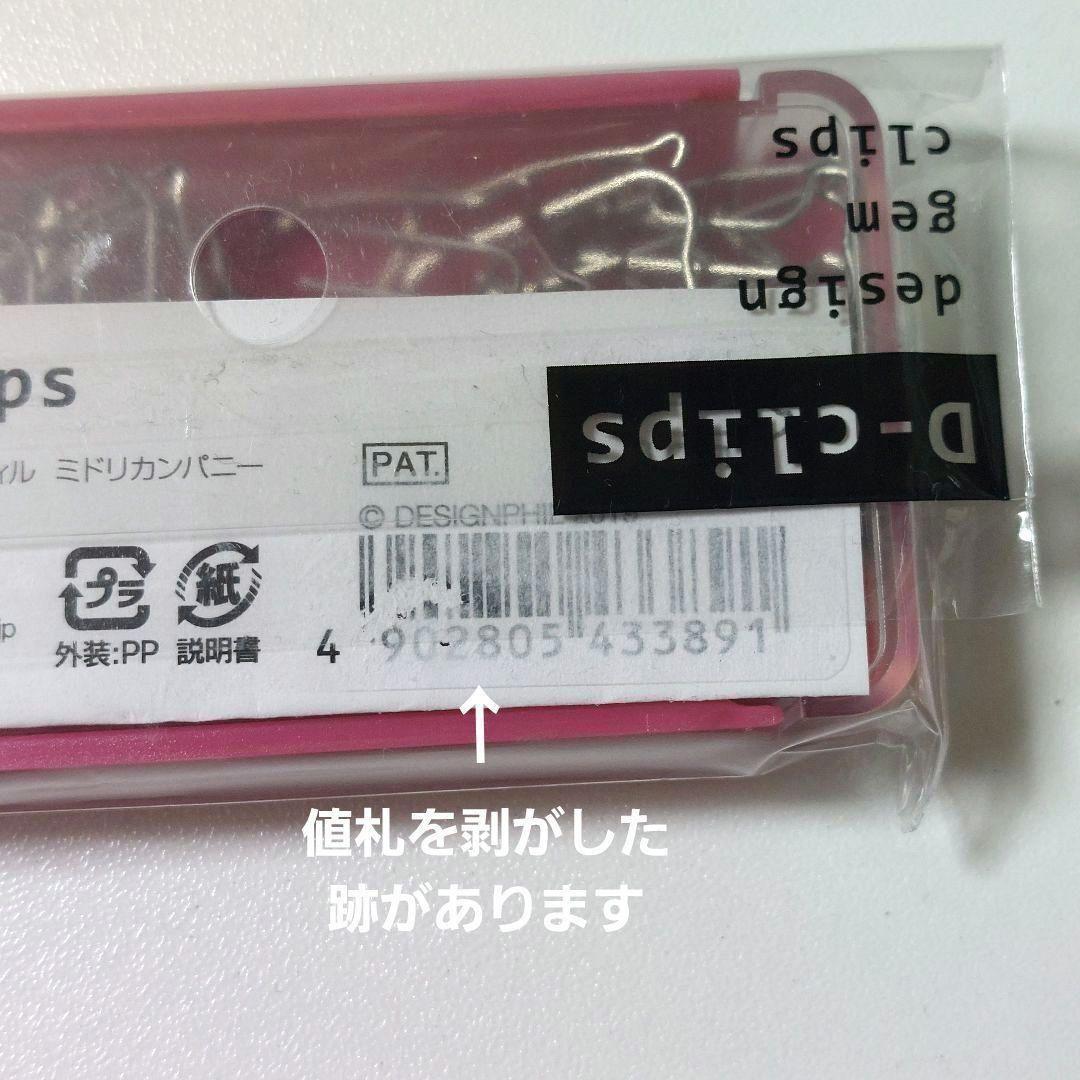 clips
gem
design
D-clips
ps
ィル ミドリカンパニー
PAT.
© DESIGNPHIL
プラ
紙
jp
外装:PP 説明書
4 902805 433891
↑
値札を剥がした
跡があります